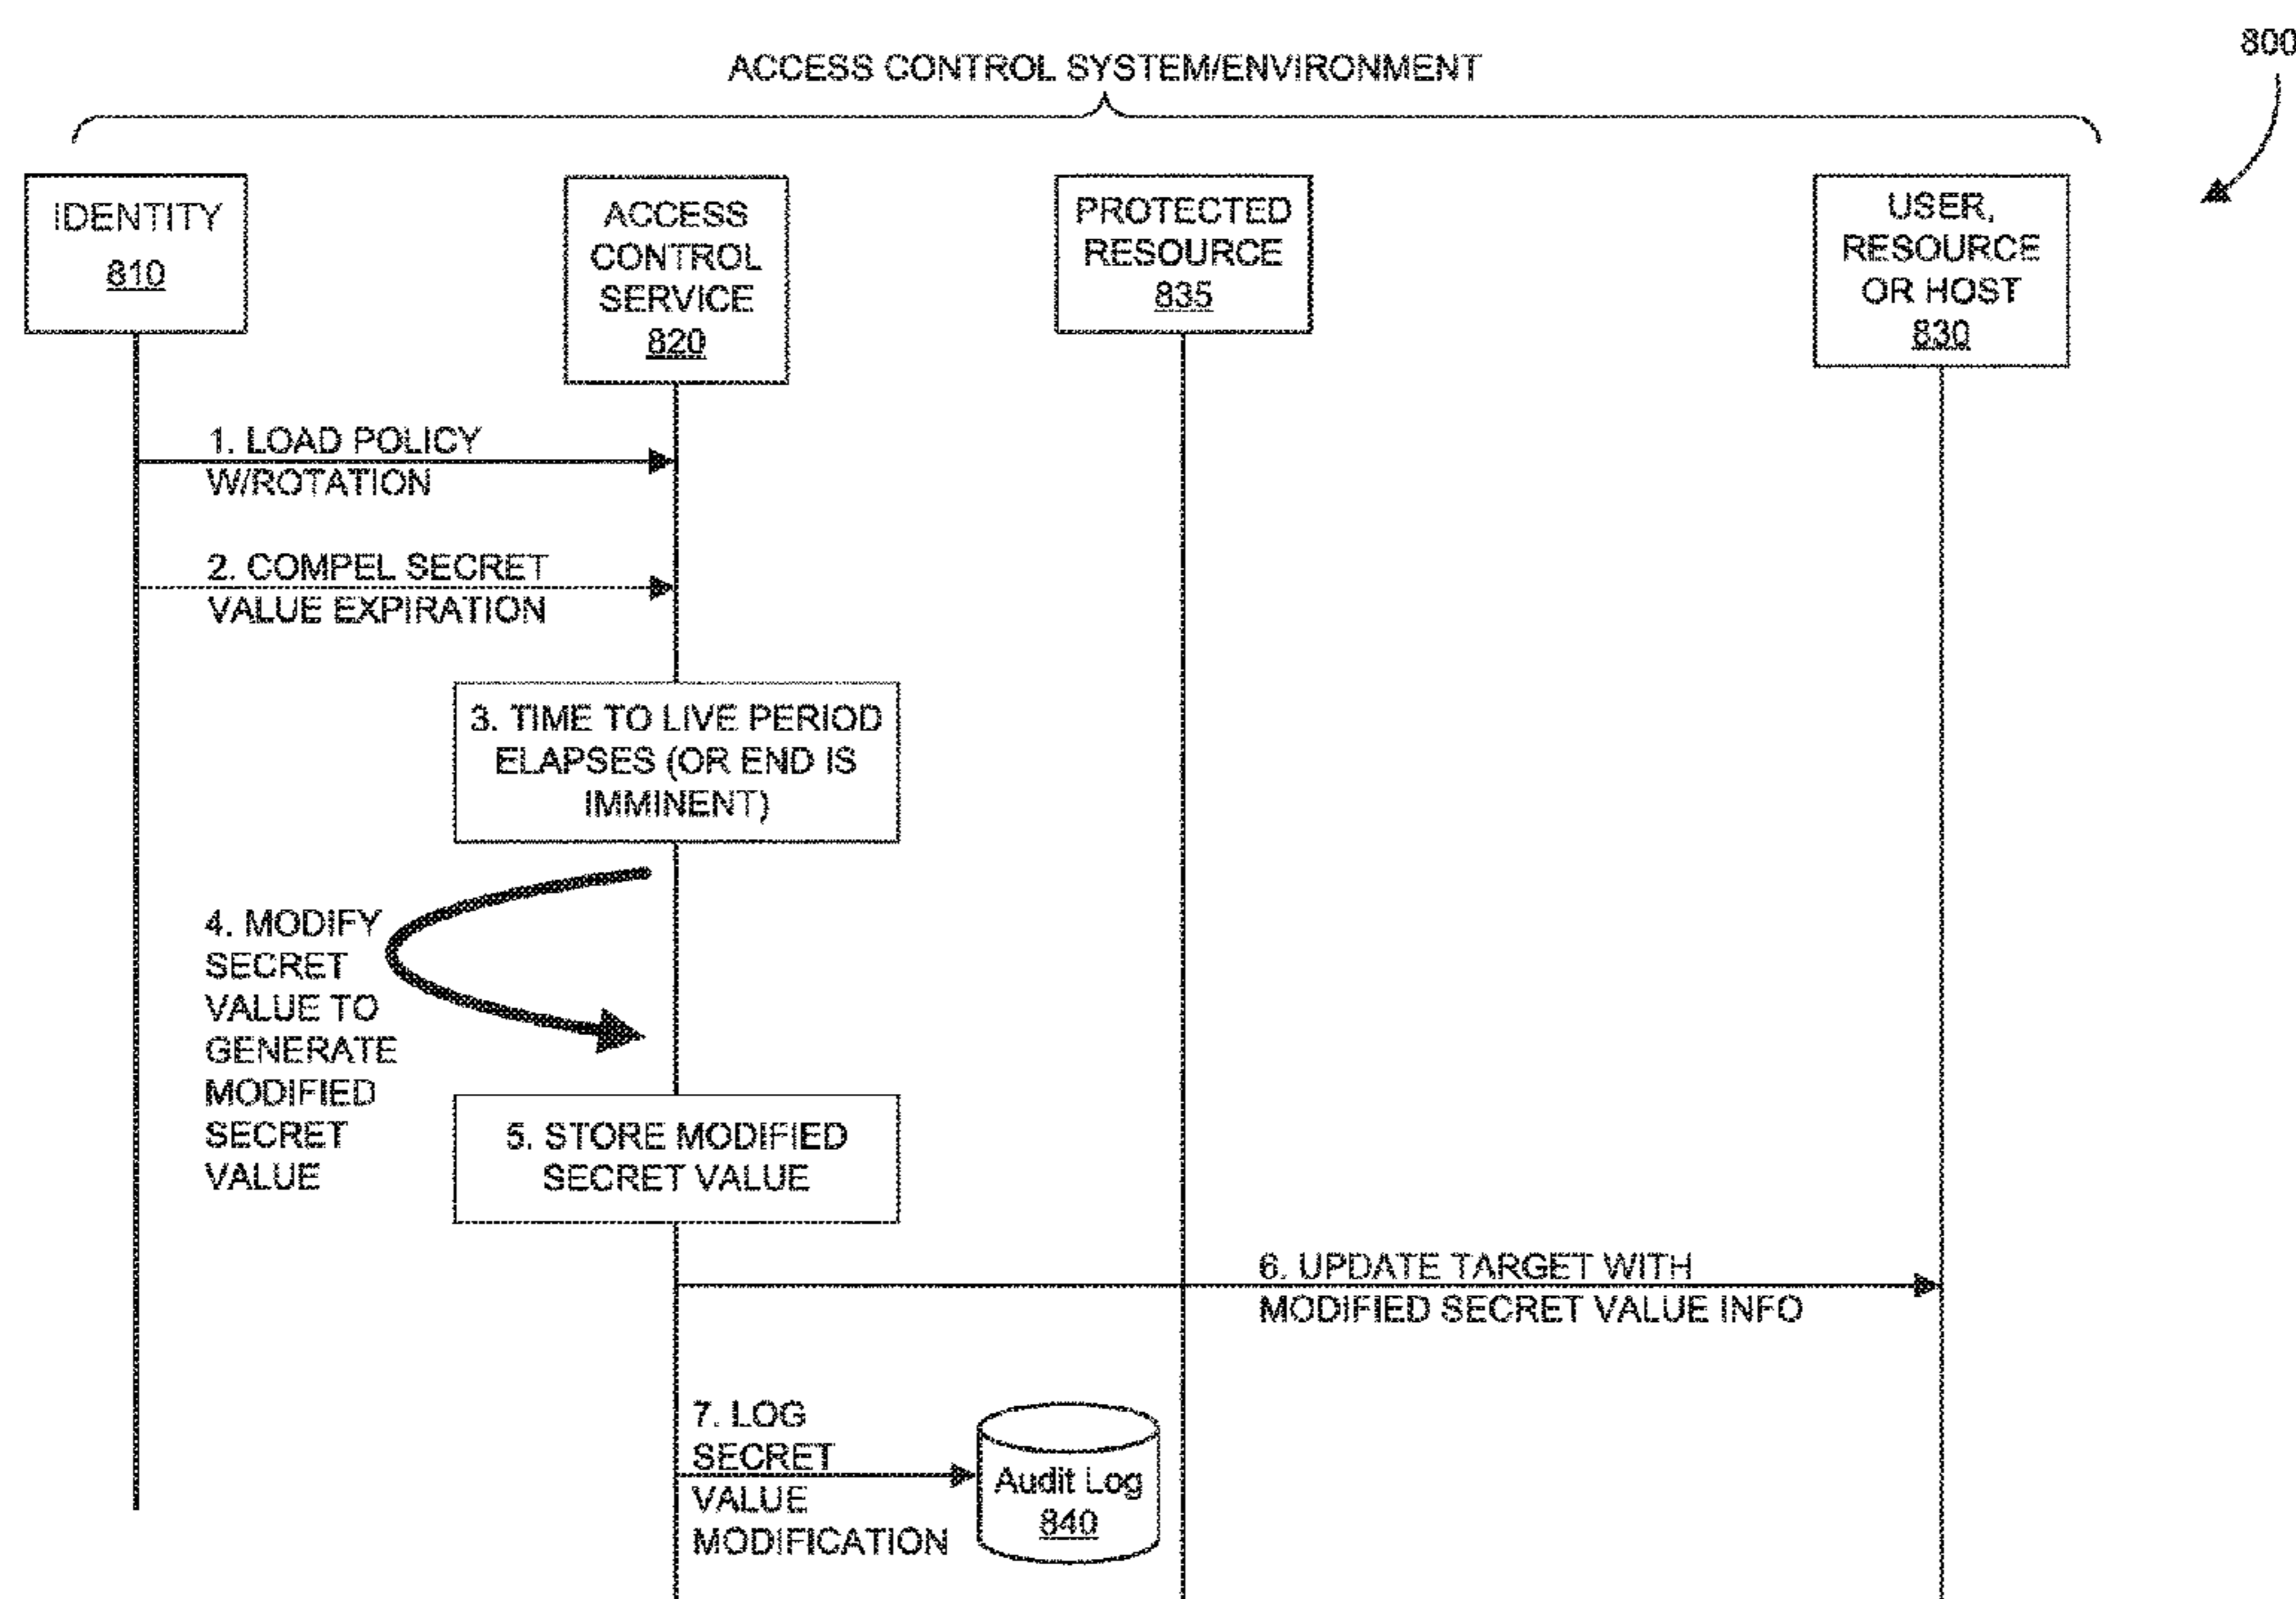 800
ACCESS CONTROL SYSTEM/ENVIRONMENT
IDENTITY
810
ACCESS
CONTROL
SERVICE
820
PROTECTED
RESOURCE
835
USER,
RESOURCE
OR HOST
830
1. LOAD POLICY
W/ROTATION
2. COMPEL SECRET
VALUE EXPIRATION
3. TIME TO LIVE PERIOD
ELAPSES (OR END IS
IMMINENT)
4. MODIFY
SECRET
VALUE TO
GENERATE
MODIFIED
SECRET
VALUE
5. STORE MODIFIED
SECRET VALUE
6. UPDATE TARGET WITH
MODIFIED SECRET VALUE INFO
7. LOG
SECRET
VALUE
MODIFICATION
Audit Log
840